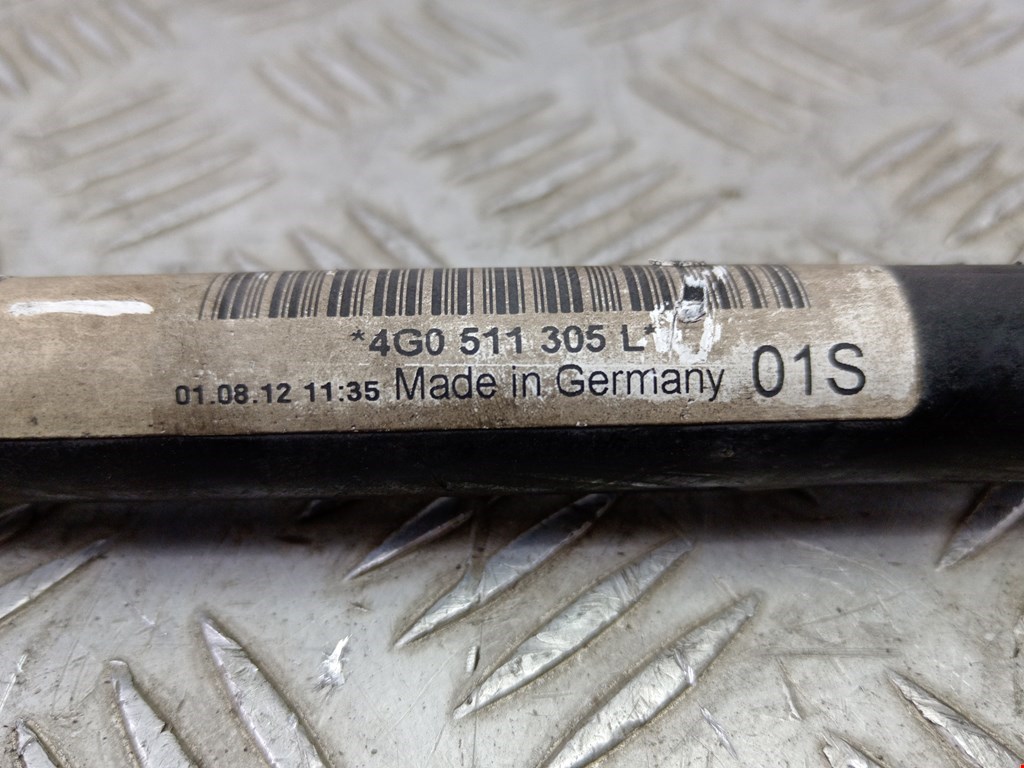 *4G0 511 305 L*
01.08.12 11:35 Made in Germany 01S